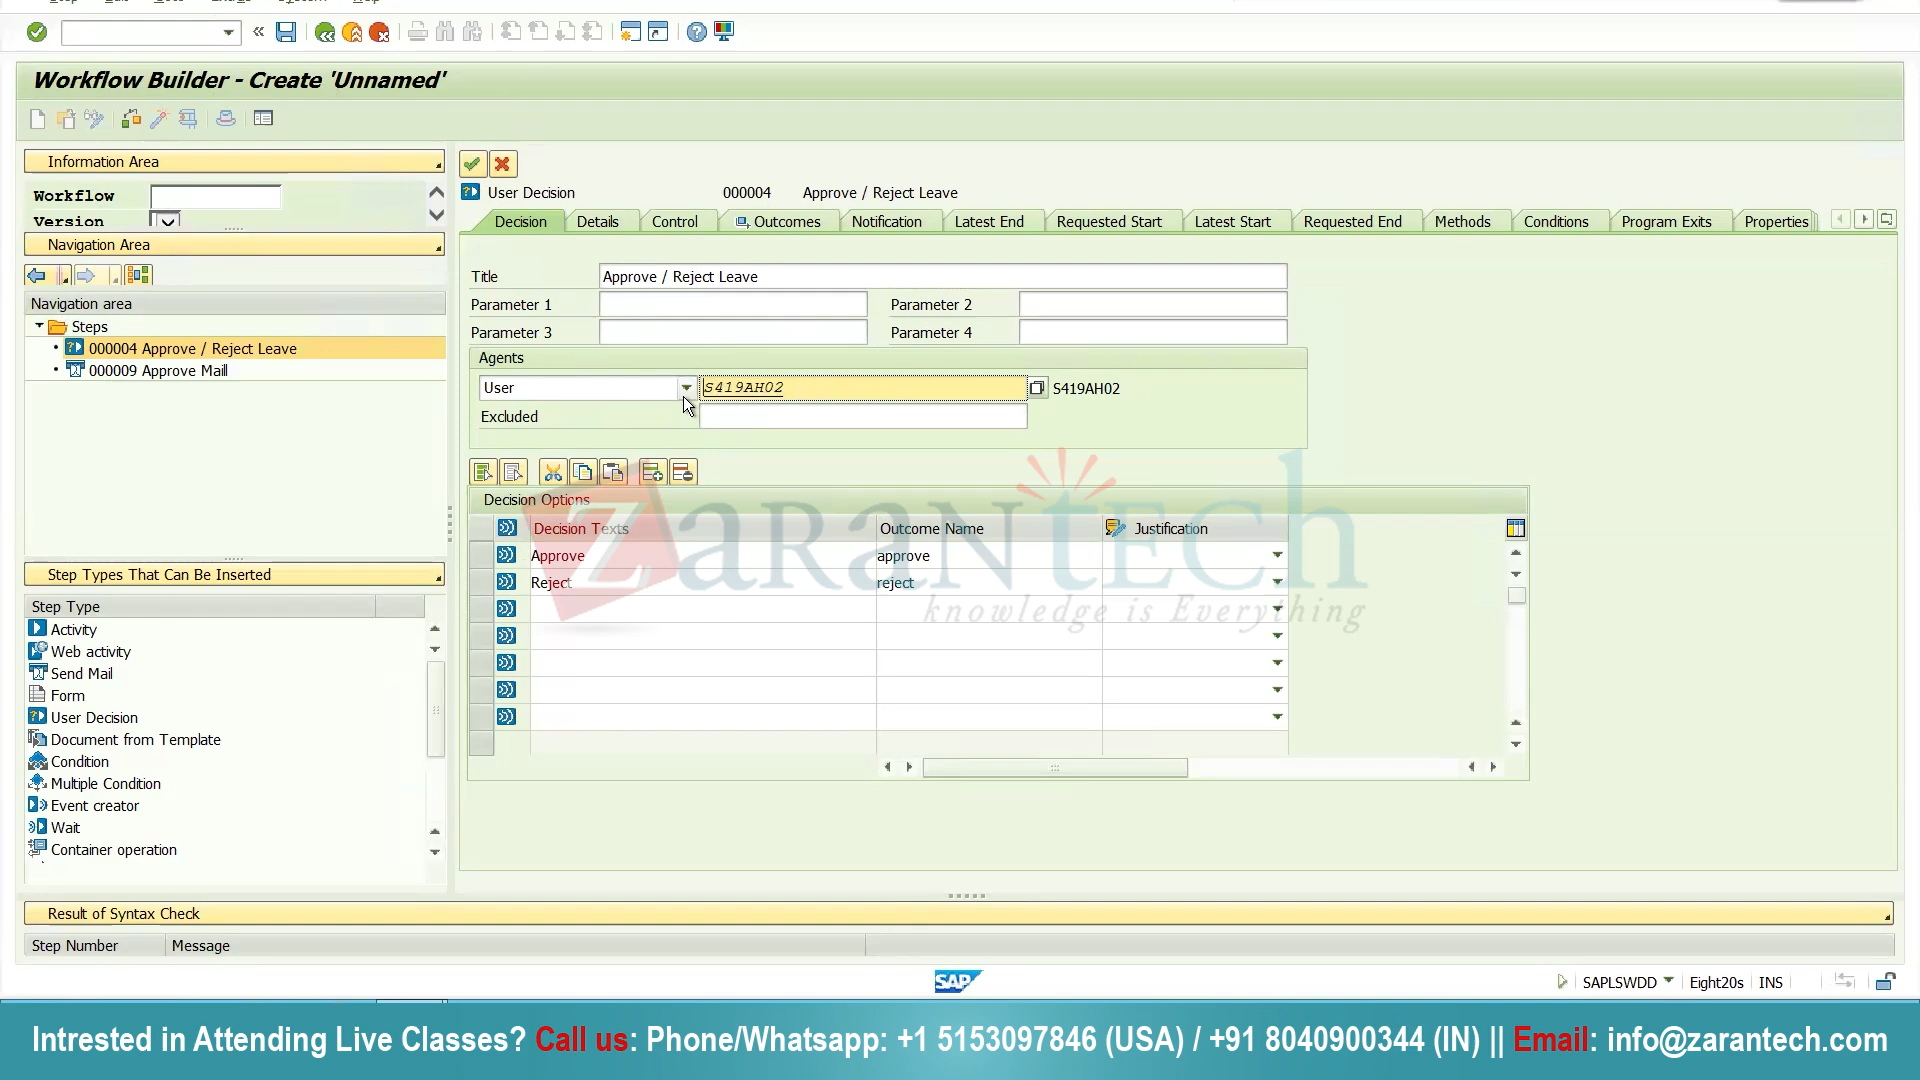 Workflow Builder - Create 'Unnamed'
Information Area
Workflow
Version
Navigation Area
Navigation area
Steps
000004 Approve / Reject Leave
000009 Approve Maill
Step Types That Can Be Inserted
Step Type
Activity
Web activity
Send Mail
Form
User Decision
Document from Template
Condition
Multiple Condition
Event creator
Wait
Container operation
User Decision 000004 Approve / Reject Leave
Decision Details Control Outcomes Notification Latest End Requested Start Latest Start Requested End Methods Conditions Program Exits Properties
Title Approve / Reject Leave
Parameter 1 Parameter 2
Parameter 3 Parameter 4
Agents
User S419AH02 S419AH02
Excluded
Decision Options
Decision Texts Outcome Name Justification
Approve approve
Reject reject
ZaranTech
knowledge is Everything
Result of Syntax Check
Step Number Message
SAP SAPLSWDD Eight20s INS
Intrested in Attending Live Classes? Call us: Phone/Whatsapp: +1 5153097846 (USA) / +91 8040900344 (IN) || Email: info@zarantech.com